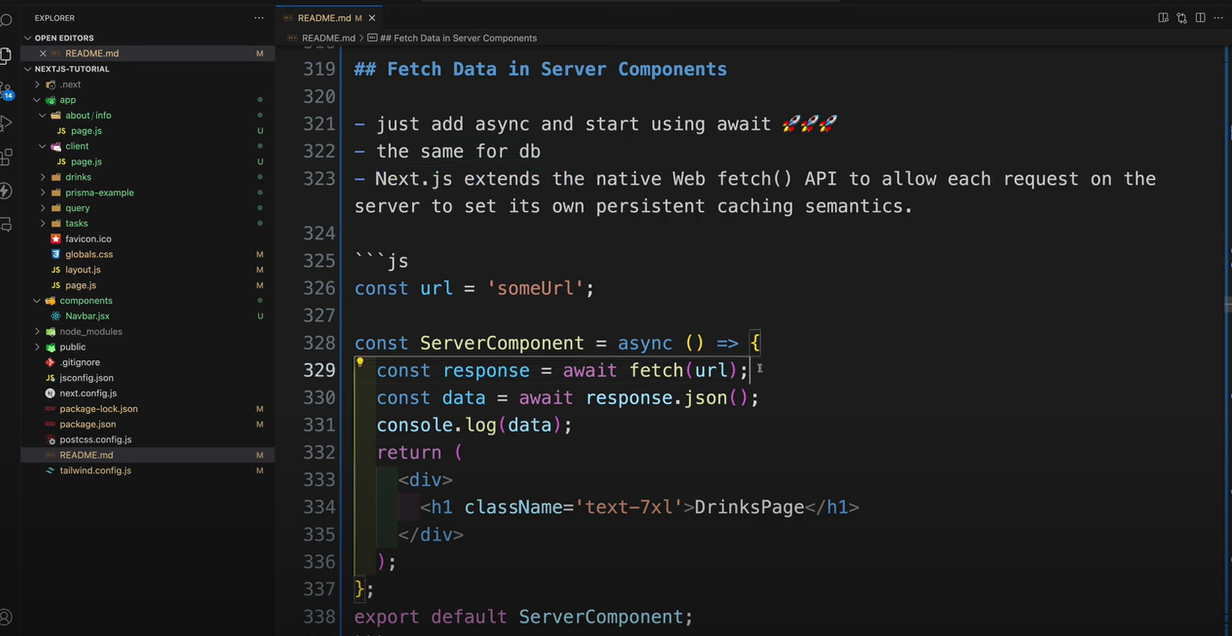 EXPLORER
OPEN EDITORS
README.md M
NEXTJS-TUTORIAL
.next
app
about/info
page.js U
client
page.js U
drinks
prisma-example
query
tasks
favicon.ico
globals.css M
layout.js M
page.js M
components
Navbar.jsx U
node_modules
public
.gitignore
jsconfig.json
next.config.js
package-lock.json M
package.json M
postcss.config.js
README.md M
tailwind.config.js M
14
README.md M
README.md > ## Fetch Data in Server Components
319 ## Fetch Data in Server Components
320
321 - just add async and start using await 🚀🚀🚀
322 - the same for db
323 - Next.js extends the native Web fetch() API to allow each request on the
server to set its own persistent caching semantics.
324
325 ```js
326 const url = 'someUrl';
327
328 const ServerComponent = async () => {
329 const response = await fetch(url);
330 const data = await response.json();
331 console.log(data);
332 return (
333 <div>
334 <h1 className='text-7xl'>DrinksPage</h1>
335 </div>
336 );
337 };
338 export default ServerComponent;